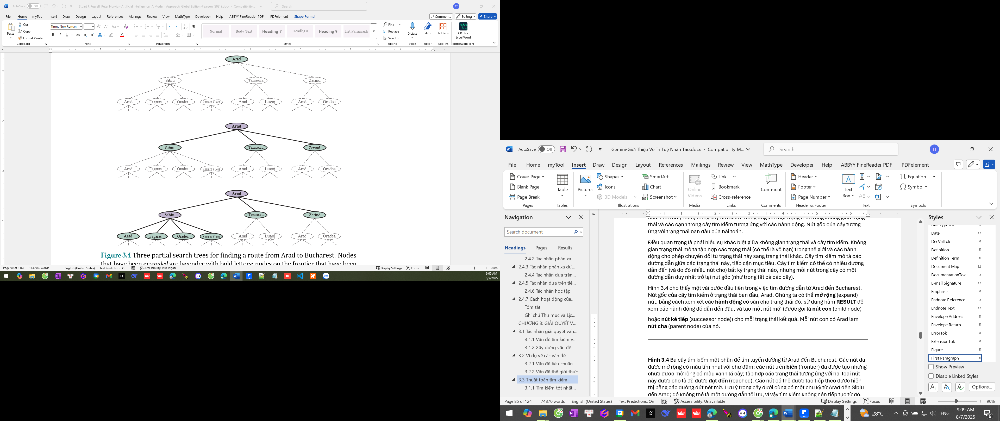 AutoSave Off Stuart J. Russell, Peter Norvig - Artificial Intelligence_ A Modern Approach, Global Edition-Pearson (2021).docx - Compatibility... Search TT
File Home myTool Insert Draw Design Layout References Mailings Review View MathType Developer Help ABBYY FineReader PDF PDFelement Shape Format Comments Editing Share
Paste Cut Copy Format Painter
Clipboard
Times New Roman
Font
Paragraph
Normal Body Text Heading 7 Heading 8 Heading 9 List Paragraph
Styles
Find Replace Select
Editing
Dictate
Voice
Editor
Editor
Add-ins
Add-ins
GPT for Excel Word
gptforwork.com
Arad
Sibiu Timisoara Zerind
Arad Fagaras Oradea Rimnicu Vilcea Arad Lugoj Arad Oradea
Arad
Sibiu Timisoara Zerind
Arad Fagaras Oradea Rimnicu Vilcea Arad Lugoj Arad Oradea
Arad
Sibiu Timisoara Zerind
Arad Fagaras Oradea Rimnicu Vilcea Arad Lugoj Arad Oradea
Figure 3.4 Three partial search trees for finding a route from Arad to Bucharest. Nodes
that have been expanded are lavender with bold letters; nodes on the frontier that have been
Page 90 of 1167 1142985 words English (United States) Text Predictions: On Accessibility: Investigate Display Settings Focus 200%
9:09 AM
8/7/2025
AutoSave Off Gemini-Giới Thiệu Về Trí Tuệ Nhân Tạo.docx - Compatibility M... Search TT
File Home myTool Insert Draw Design Layout References Mailings Review View MathType Developer Help ABBYY FineReader PDF PDFelement
Cover Page
Blank Page
Page Break
Pages
Table
Tables
Pictures
Shapes
Icons
3D Models
SmartArt
Chart
Screenshot
Illustrations
Online Videos
Media
Link
Bookmark
Cross-reference
Links
Comment
Comments
Header
Footer
Page Number
Header & Footer
Text Box
Text
Equation
Symbol
Symbols
Navigation
Search document
Headings Pages Results
2.4.2 Tác nhân phản xạ...
2.4.3 Tác nhân phản xạ dự...
2.4.4 Tác nhân dựa trên...
2.4.5 Tác nhân dựa trên tiệ...
2.4.6 Tác nhân học tập
2.4.7 Cách hoạt động của...
Tóm tắt
Ghi chú Thư mục và Lịc...
CHƯƠNG 3: GIẢI QUYẾT V...
3.1 Tác nhân giải quyết vấn...
3.1.1 Vấn đề tìm kiếm v...
3.1.2 Xây dựng vấn đề
3.2 Ví dụ về các vấn đề
3.2.1 Vấn đề tiêu chuẩn...
3.2.2 Vấn đề thế giới thực
3.3 Thuật toán tìm kiếm
3.1.1 Tìm kiếm tốt nhất...
tiêu. Mỗi nút (node) trong cây tìm kiếm tương ứng với một trạng thái trong không gian trạng
thái và các cạnh trong cây tìm kiếm tương ứng với các hành động. Nút gốc của cây tương
ứng với trạng thái ban đầu của bài toán.
Điều quan trọng là phải hiểu sự khác biệt giữa không gian trạng thái và cây tìm kiếm. Không
gian trạng thái mô tả tập hợp các trạng thái (có thể là vô hạn) trong thế giới và các hành
động cho phép chuyển đổi từ trạng thái này sang trạng thái khác. Cây tìm kiếm mô tả các
đường dẫn giữa các trạng thái này, tiếp cận mục tiêu. Cây tìm kiếm có thể có nhiều đường
dẫn đến (và do đó nhiều nút cho) bất kỳ trạng thái nào, nhưng mỗi nút trong cây có một
đường dẫn duy nhất trở lại nút gốc (như trong tất cả các cây).
Hình 3.4 cho thấy một vài bước đầu tiên trong việc tìm đường dẫn từ Arad đến Bucharest.
Nút gốc của cây tìm kiếm ở trạng thái ban đầu, Arad. Chúng ta có thể mở rộng (expand)
nút, bằng cách xem xét các hành động có sẵn cho trạng thái đó, sử dụng hàm RESULT để
xem các hành động đó dẫn đến đâu, và tạo một nút mới (được gọi là nút con (child node)
hoặc nút kế tiếp (successor node)) cho mỗi trạng thái kết quả. Mỗi nút con có Arad làm
nút cha (parent node) của nó.
Hình 3.4 Ba cây tìm kiếm một phần để tìm tuyến đường từ Arad đến Bucharest. Các nút đã
được mở rộng có màu tím nhạt với chữ đậm; các nút trên biên (frontier) đã được tạo nhưng
chưa được mở rộng có màu xanh lá cây; tập hợp các trạng thái tương ứng với hai loại nút
này được cho là đã được đạt đến (reached). Các nút có thể được tạo tiếp theo được hiển
thị bằng các đường đứt nét mờ. Lưu ý trong cây dưới cùng có một chu kỳ từ Arad đến Sibiu
đến Arad; đó không thể là một đường dẫn tối ưu, vì vậy tìm kiếm không nên tiếp tục từ đó.
Styles
DataTypeTok
Date
DecValTok
Definition
Definition Term
Document Map
DocumentationTok
E-mail Signature
Emphasis
Endnote Reference
Endnote Text
Envelope Address
Envelope Return
ErrorTok
ExtensionTok
Figure
First Paragraph
Show Preview
Disable Linked Styles
Options...
Page 85 of 124 74870 words English (United States) Text Predictions: On Accessibility: Unavailable Display Settings Focus 90%
28°C ENG 9:09 AM
8/7/2025
6